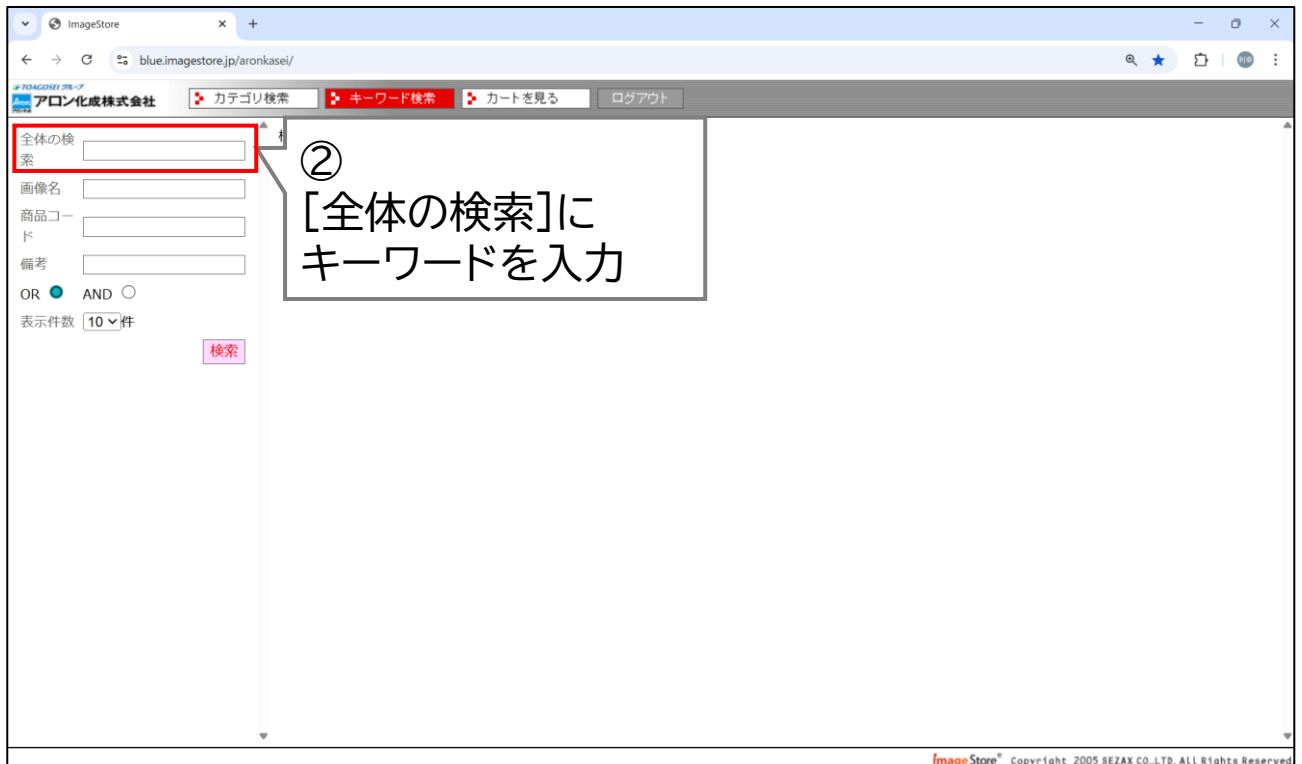 ImageStore
blue.imagestore.jp/aronkasei/
TOAGOSEI グループ
アロン化成株式会社
カテゴリ検索
キーワード検索
カートを見る
ログアウト
全体の検
索
画像名
商品コー
ド
備考
OR AND
表示件数 10 件
検索
②
[全体の検索]に
キーワードを入力
ImageStore® Copyright 2005 SEZAX CO.,LTD. ALL Rights Reserved